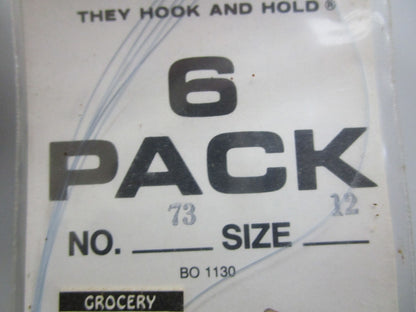 THEY HOOK AND HOLD®
6
PACK
NO. 73 SIZE 12
BO 1130
GROCERY